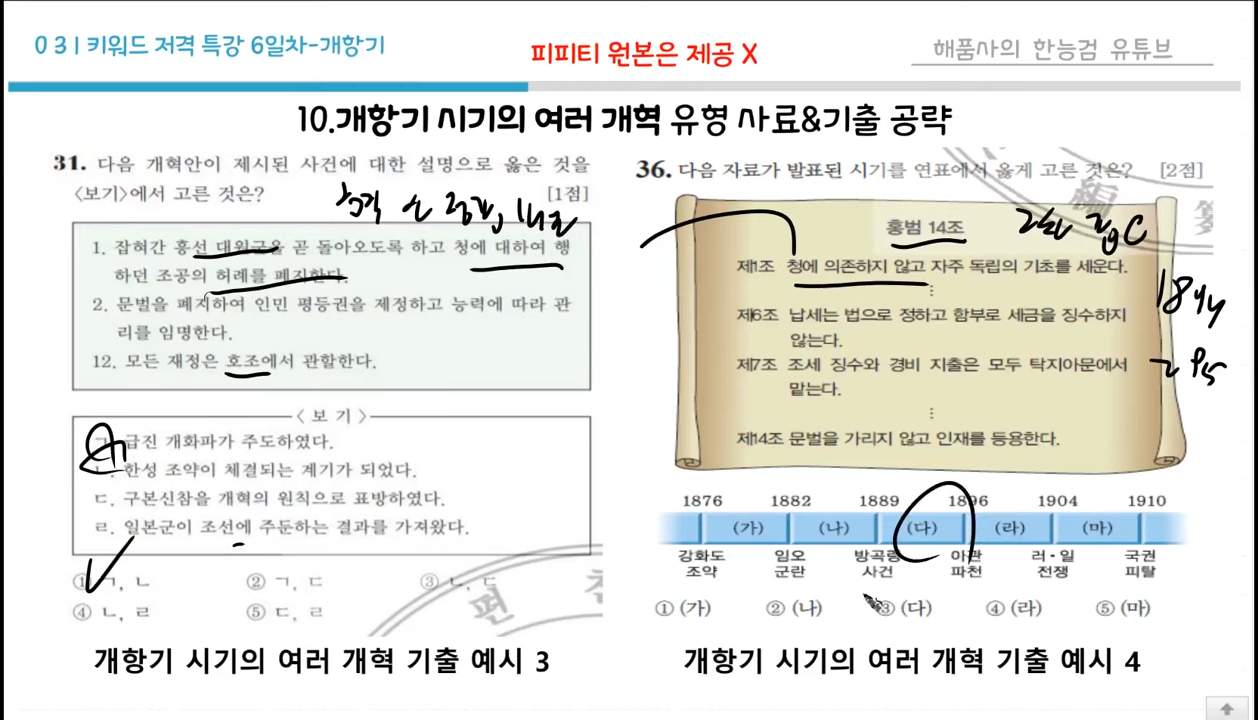 03 | 키워드 저격 특강 6일차-개항기
피피티 원본은 제공 X
해품사의 한능검 유튜브
10.개항기 시기의 여러 개혁 유형 사료&기출 공략
31. 다음 개혁안이 제시된 사건에 대한 설명으로 옳은 것을
<보기>에서 고른 것은? [1점]
1. 잡혀간 흥선 대원군을 곧 돌아오도록 하고 청에 대하여 행
하던 조공의 허례를 폐지한다.
2. 문벌을 폐지하여 인민 평등권을 제정하고 능력에 따라 관
리를 임명한다.
12. 모든 재정은 호조에서 관할한다.
<보 기>
ㄱ. 급진 개화파가 주도하였다.
ㄴ. 한성 조약이 체결되는 계기가 되었다.
ㄷ. 구본신참을 개혁의 원칙으로 표방하였다.
ㄹ. 일본군이 조선에 주둔하는 결과를 가져왔다.
① ㄱ, ㄴ ② ㄱ, ㄷ ③ ㄴ, ㄷ
④ ㄴ, ㄹ ⑤ ㄷ, ㄹ
편 찬
개항기 시기의 여러 개혁 기출 예시 3
36. 다음 자료가 발표된 시기를 연표에서 옳게 고른 것은? [2점]
編 纂
홍범 14조
제1조 청에 의존하지 않고 자주 독립의 기초를 세운다.
⋮
제6조 납세는 법으로 정하고 함부로 세금을 징수하지
않는다.
제7조 조세 징수와 경비 지출은 모두 탁지아문에서
맡는다.
⋮
제14조 문벌을 가리지 않고 인재를 등용한다.
1876 1882 1889 1896 1904 1910
(가) (나) (다) (라) (마)
강화도 임오 방곡령 아관 러·일 국권
조약 군란 사건 파천 전쟁 피탈
① (가) ② (나) ③ (다) ④ (라) ⑤ (마)
개항기 시기의 여러 개혁 기출 예시 4